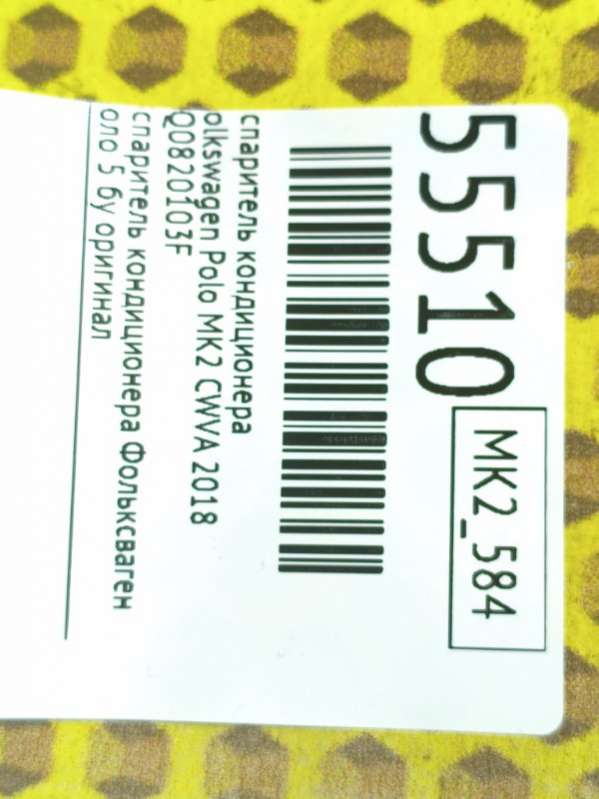 55510
MK2_584
спаритель кондиционера
olkswagen Polo MK2 CWVA 2018
Q0820103F
спаритель кондиционера Фольксваген
оло 5 бу оригинал